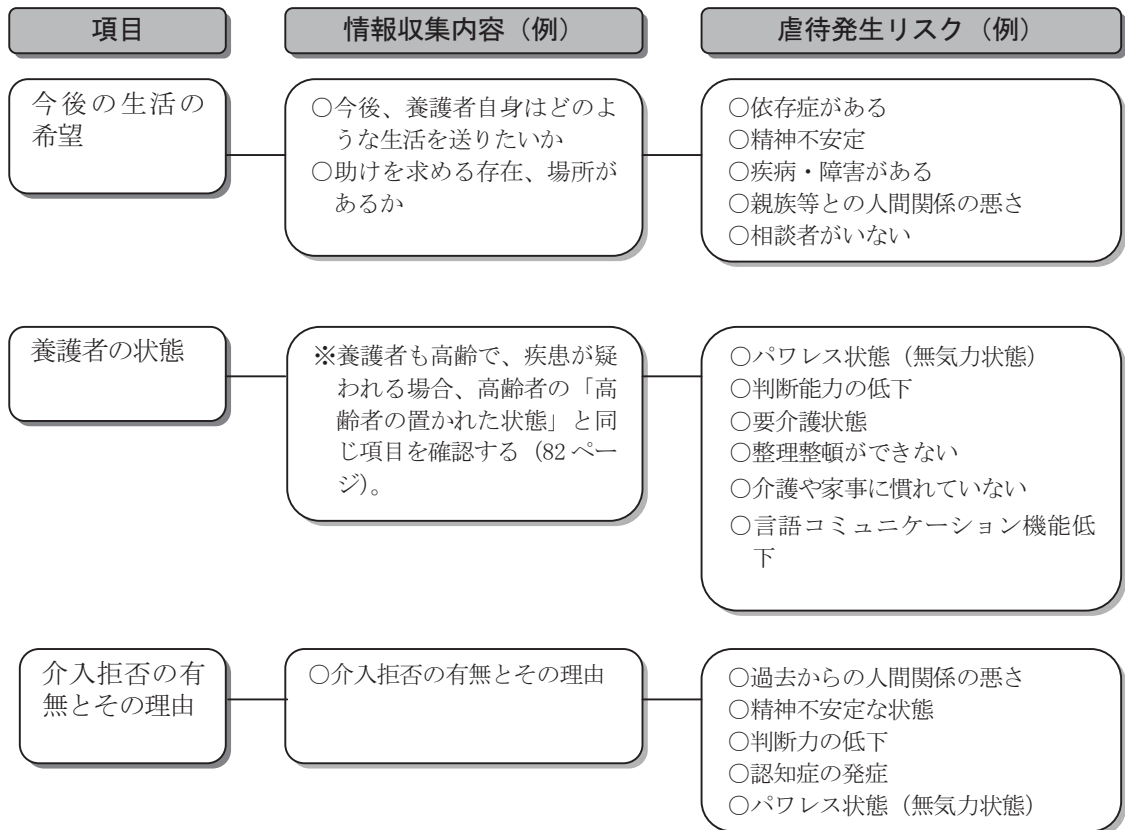 項目
情報収集内容(例)
虐待発生リスク(例)
今後の生活の
希望
○今後、養護者自身はどのよ
うな生活を送りたいか
○助けを求める存在、場所が
あるか
○依存症がある
○精神不安定
○疾病・障害がある
○親族等との人間関係の悪さ
○相談者がいない
養護者の状態
※養護者も高齢で、疾患が疑
われる場合、高齢者の「高
齢者の置かれた状態」と同
じ項目を確認する(82ペー
ジ)。
○パワレス状態(無気力状態)
○判断能力の低下
○要介護状態
○整理整頓ができない
○介護や家事に慣れていない
○言語コミュニケーション機能低
下
介入拒否の有
無とその理由
○介入拒否の有無とその理由
○過去からの人間関係の悪さ
○精神不安定な状態
○判断力の低下
○認知症の発症
○パワレス状態(無気力状態)